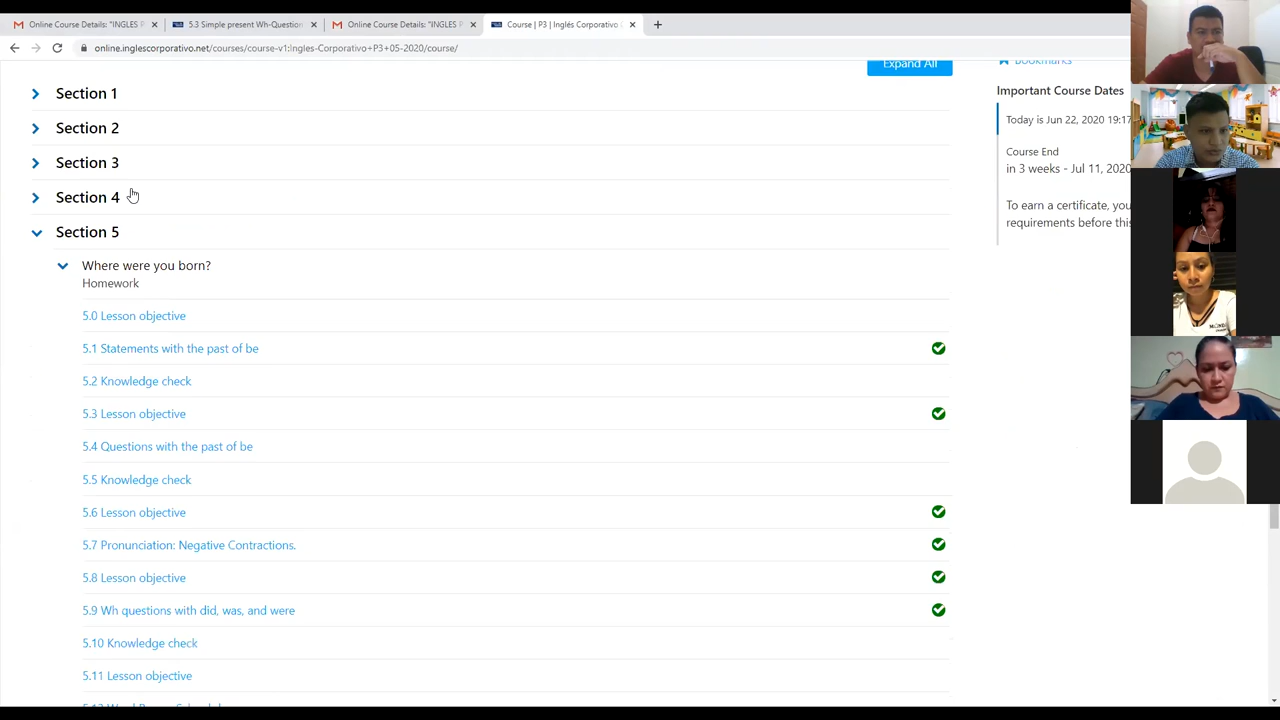 Online Course Details: "INGLES P
5.3 Simple present Wh-Question
Online Course Details: "INGLES P
Course | P3 | Inglés Corporativo
online.inglescorporativo.net/courses/course-v1:Ingles-Corporativo+P3+05-2020/course/
Expand All
Bookmarks
Section 1
Section 2
Section 3
Section 4
Section 5
Where were you born?
Homework
5.0 Lesson objective
5.1 Statements with the past of be
5.2 Knowledge check
5.3 Lesson objective
5.4 Questions with the past of be
5.5 Knowledge check
5.6 Lesson objective
5.7 Pronunciation: Negative Contractions.
5.8 Lesson objective
5.9 Wh questions with did, was, and were
5.10 Knowledge check
5.11 Lesson objective
Important Course Dates
Today is Jun 22, 2020 19:17
Course End
in 3 weeks - Jul 11, 2020
To earn a certificate, you
requirements before this